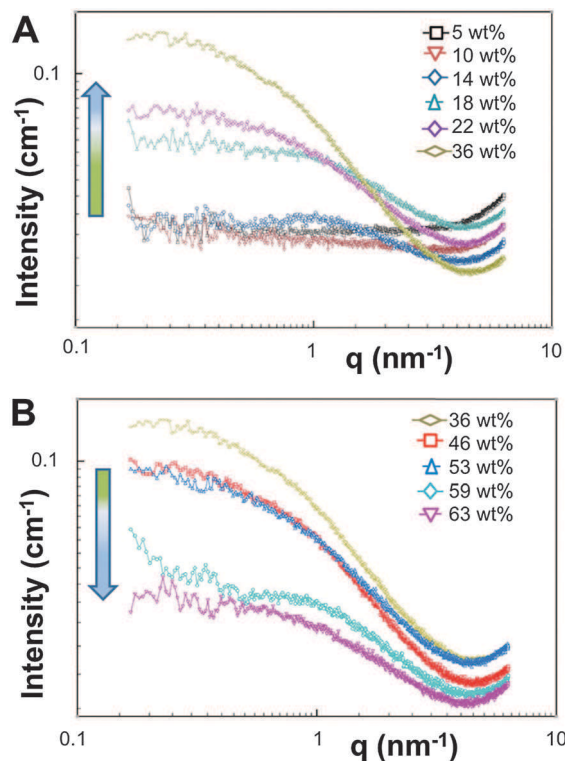 A
Intensity (cm-1)
0.1
5 wt%
10 wt%
14 wt%
18 wt%
22 wt%
36 wt%
0.1
1
10
q (nm-1)
B
Intensity (cm-1)
0.1
36 wt%
46 wt%
53 wt%
59 wt%
63 wt%
0.1
1
10
q (nm-1)